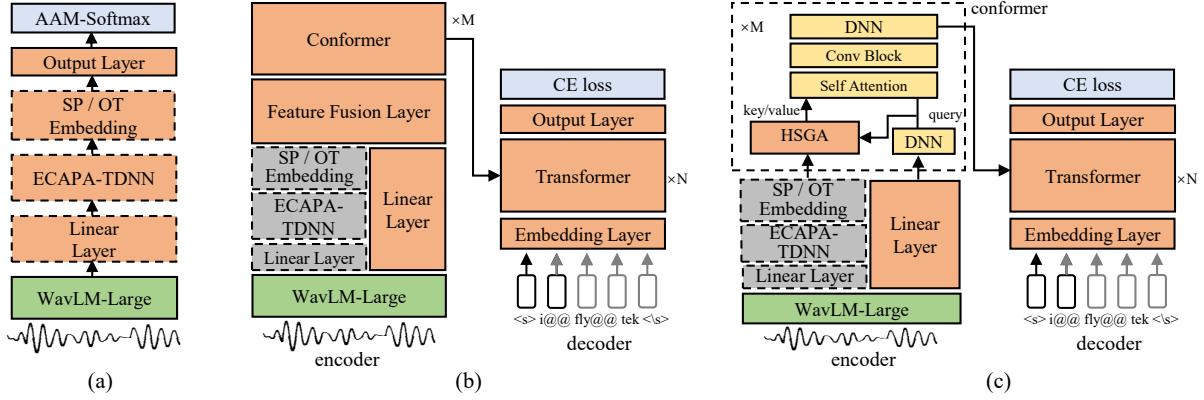 AAM-Softmax
Output Layer
SP / OT
Embedding
ECAPA-TDNN
Linear
Layer
WavLM-Large
(a)
Conformer
×M
Feature Fusion Layer
SP / OT
Embedding
ECAPA-
TDNN
Linear Layer
Linear
Layer
WavLM-Large
encoder
CE loss
Output Layer
Transformer
×N
Embedding Layer
<s> i@@ fly@@ tek <\s>
decoder
(b)
conformer
×M
DNN
Conv Block
Self Attention
key/value
query
HSGA
DNN
SP / OT
Embedding
ECAPA-
TDNN
Linear Layer
Linear
Layer
WavLM-Large
encoder
CE loss
Output Layer
Transformer
×N
Embedding Layer
<s> i@@ fly@@ tek <\s>
decoder
(c)